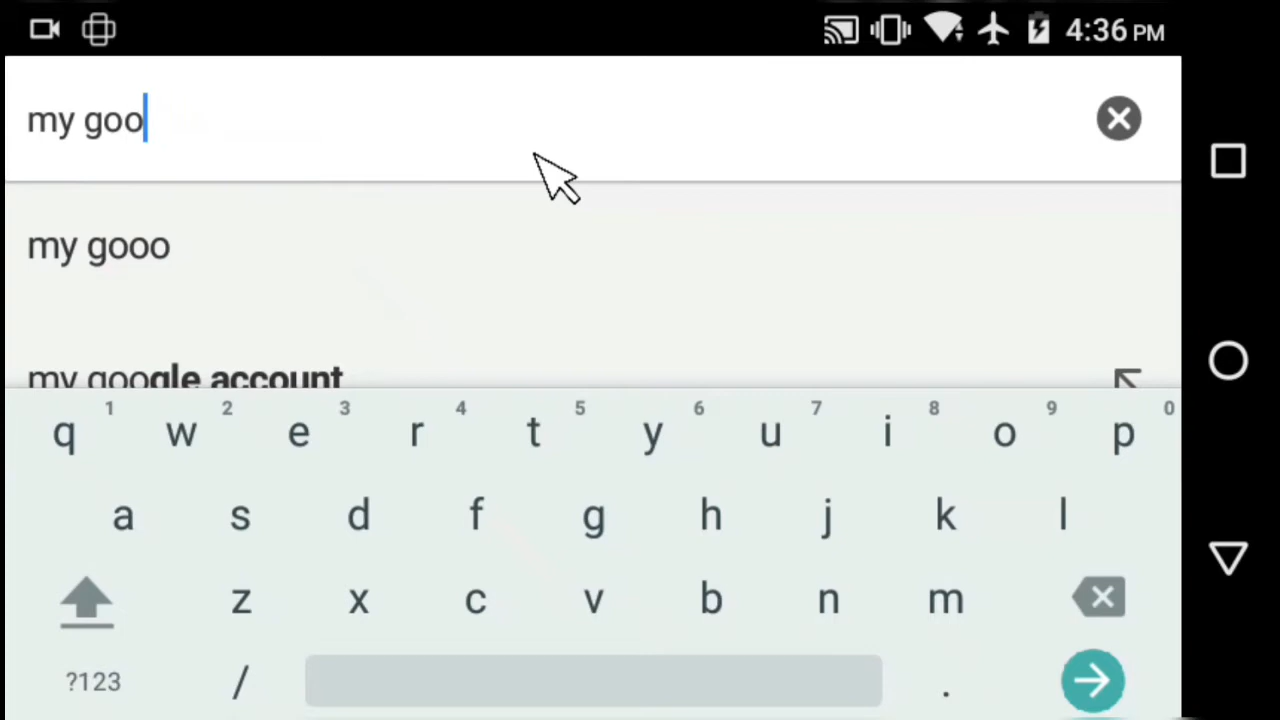 4:36 PM
my goo
my gooo
my google account
1 2 3 4 5 6 7 8 9 0
q w e r t y u i o p
a s d f g h j k l
z x c v b n m
?123 / .